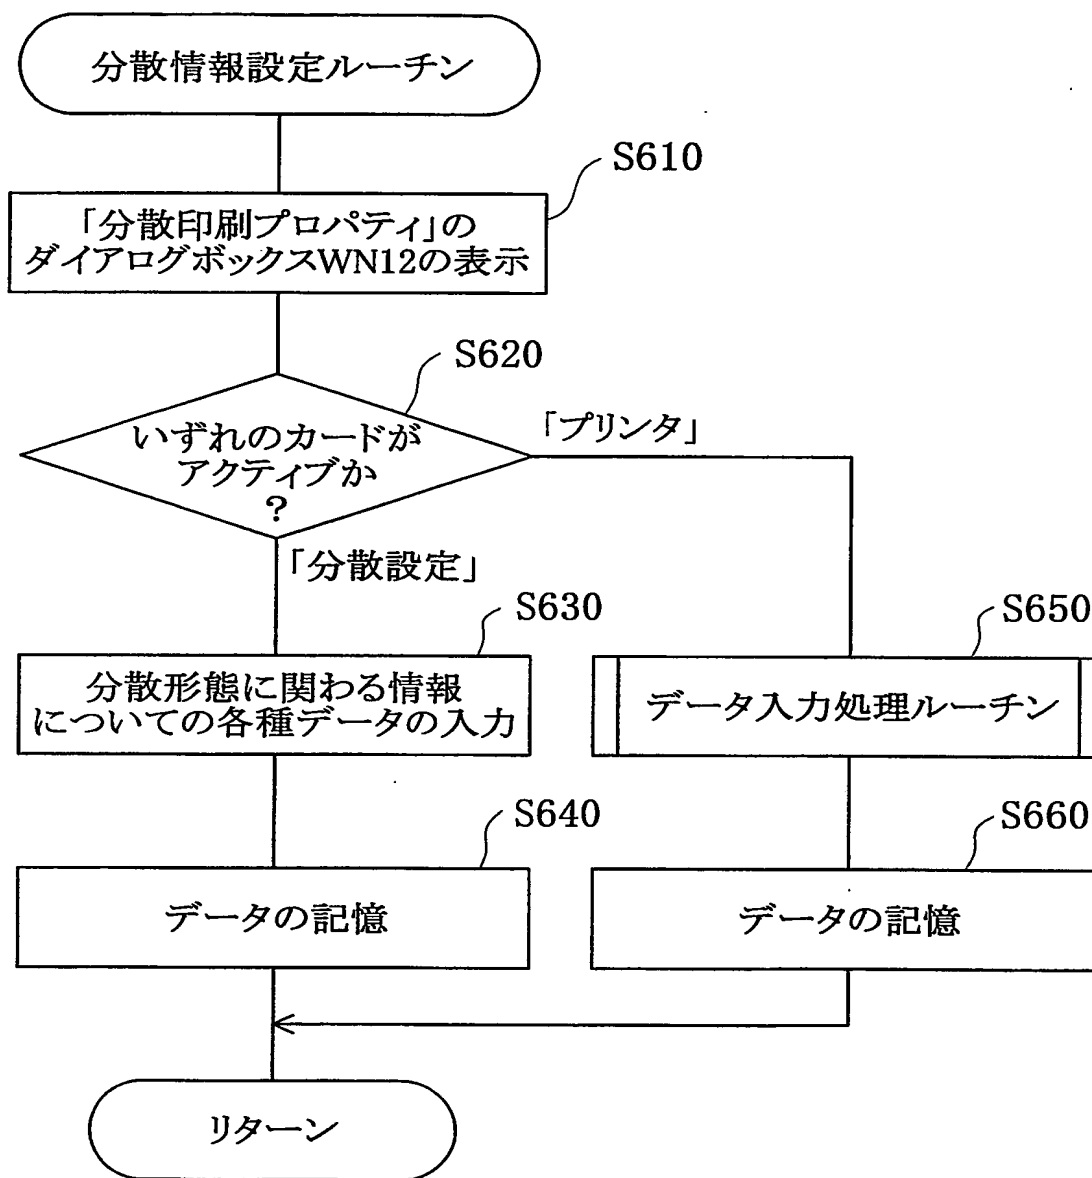 分散情報設定ルーチン
S610
「分散印刷プロパティ」の
ダイアログボックスWN12の表示
S620
いずれのカードが
アクティブか
?
「プリンタ」
「分散設定」
S630
分散形態に関わる情報
についての各種データの入力
S650
データ入力処理ルーチン
S640
データの記憶
S660
データの記憶
リターン